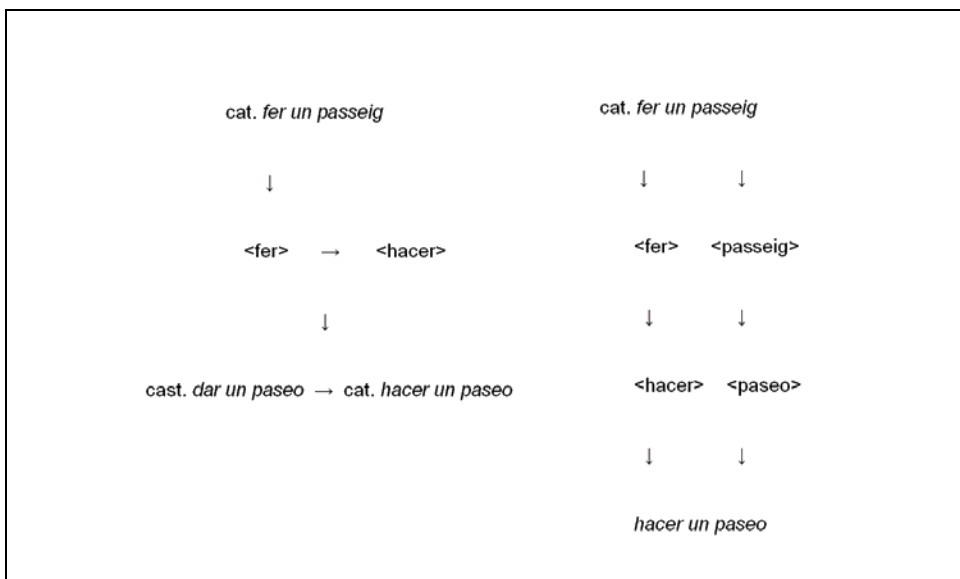 cat. fer un passeig
↓
<fer> → <hacer>
↓
cast. dar un paseo → cat. hacer un paseo
cat. fer un passeig
↓ ↓
<fer> <passeig>
↓ ↓
<hacer> <paseo>
↓ ↓
hacer un paseo